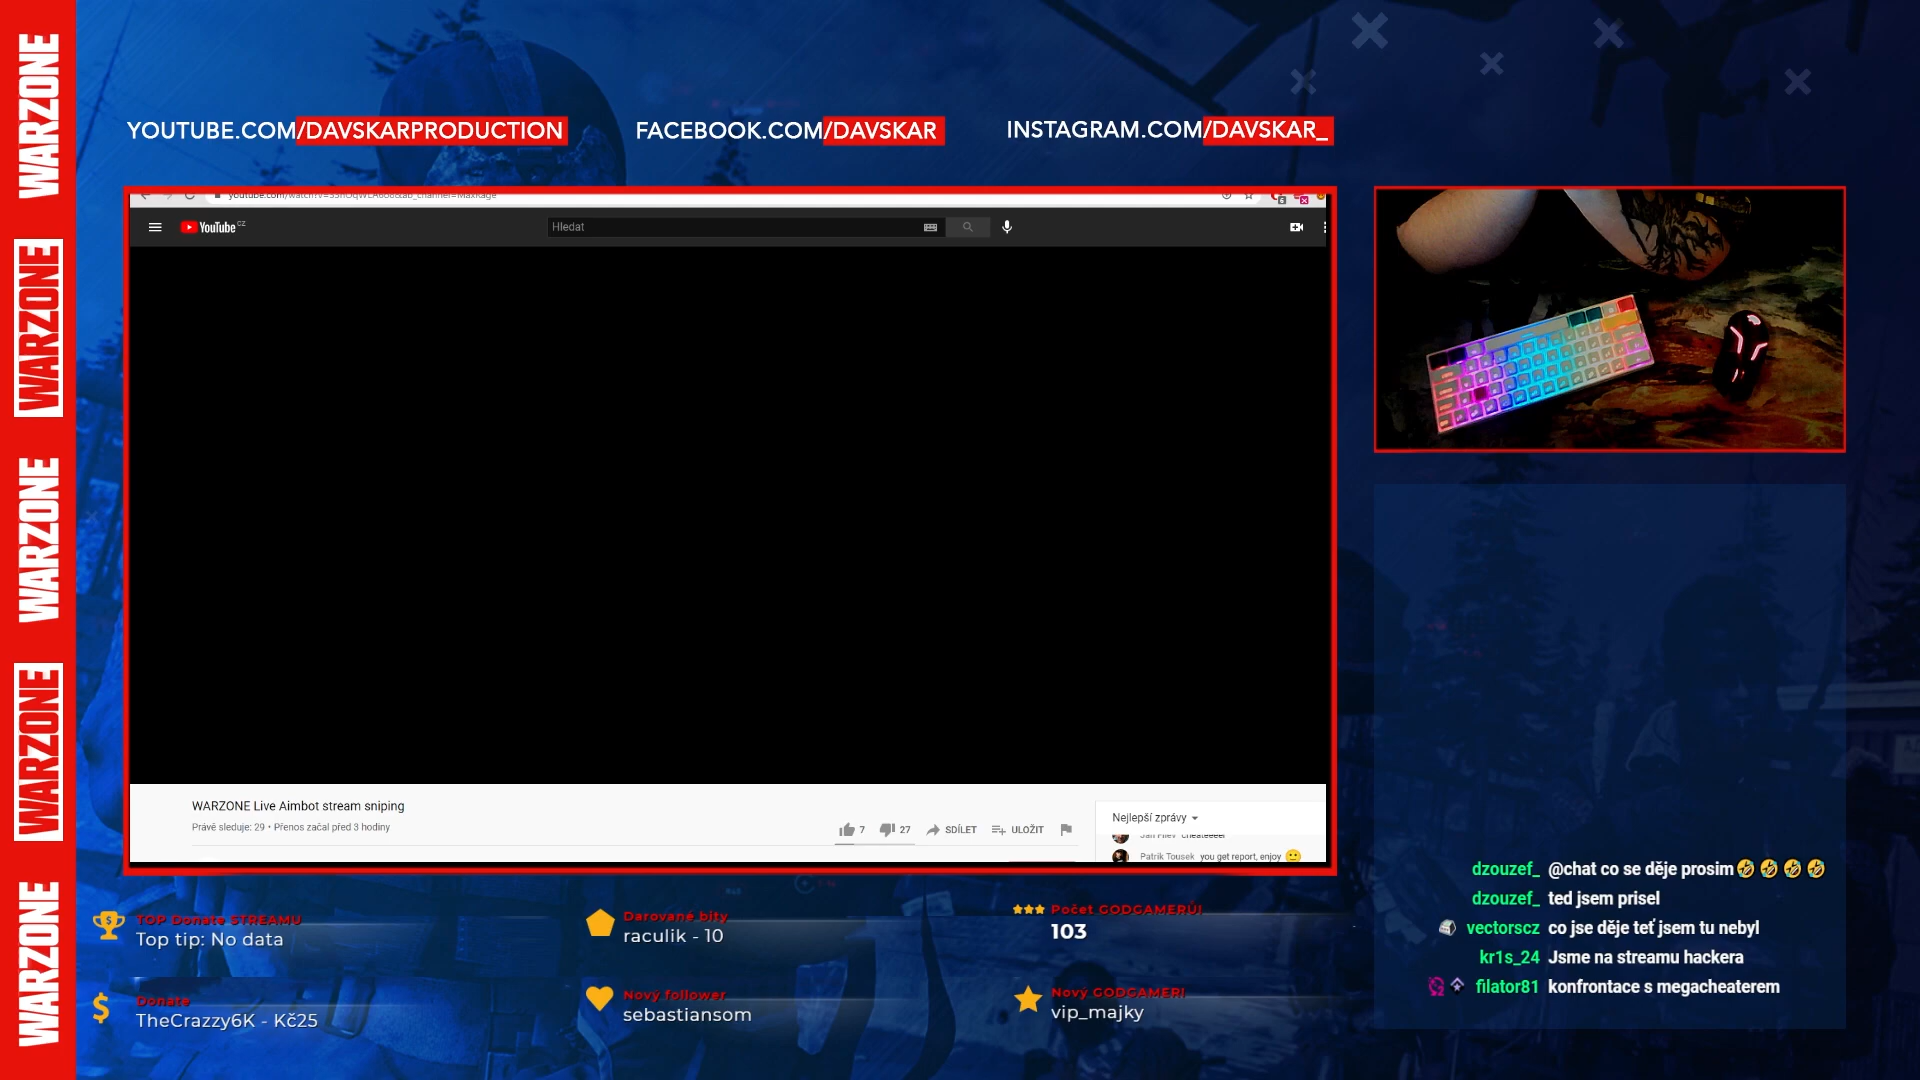 WARZONE
WARZONE
WARZONE
WARZONE
WARZONE
YOUTUBE.COM/DAVSKARPRODUCTION
FACEBOOK.COM/DAVSKAR
INSTAGRAM.COM/DAVSKAR_
YouTube CZ
Hledat
WARZONE Live Aimbot stream sniping
Právě sleduje: 29 • Přenos začal před 3 hodiny
7
27
SDÍLET
ULOŽIT
Nejlepší zprávy
Patrik Tousek you get report, enjoy 🙂
TOP Donate STREAMU
Top tip: No data
Darované bity
raculik - 10
Počet GODGAMERŮ!
103
Donate
TheCrazzy6K - Kč25
Nový follower
sebastiansom
Nový GODGAMER!
vip_majky
dzouzef_ @chat co se děje prosim🤣🤣🤣🤣
dzouzef_ ted jsem prisel
vectorscz co jse děje teť jsem tu nebyl
kr1s_24 Jsme na streamu hackera
filator81 konfrontace s megacheaterem